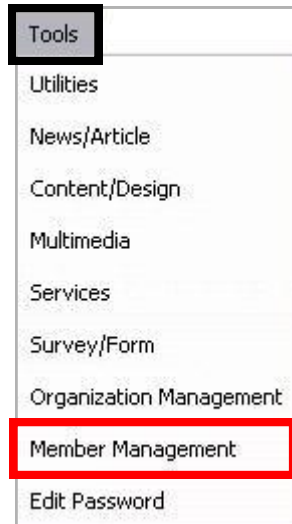 Tools
Utilities
News/Article
Content/Design
Multimedia
Services
Survey/Form
Organization Management
Member Management
Edit Password